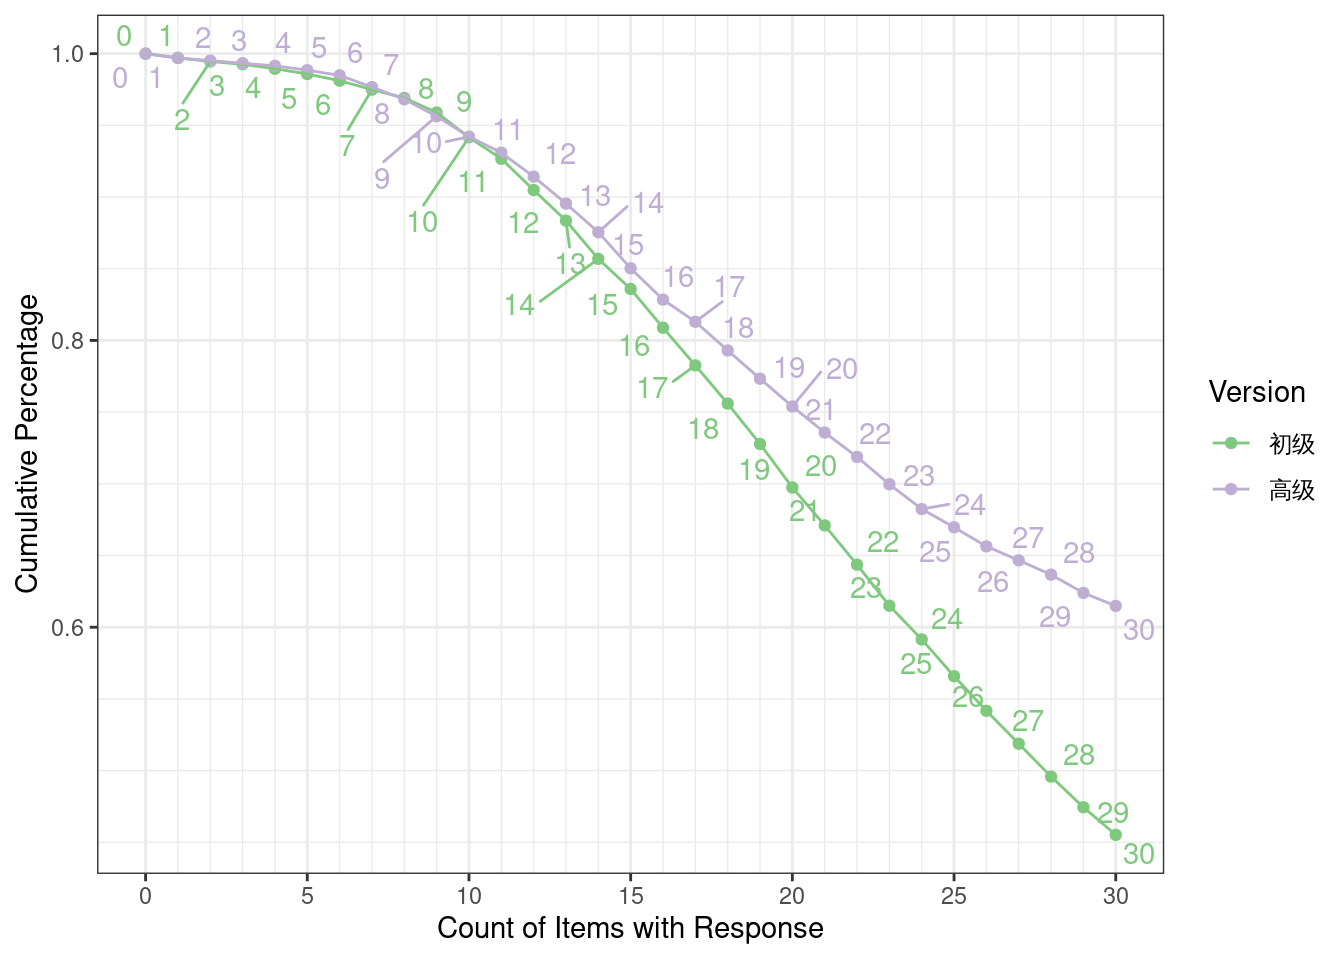 0 1 2 3 4 5 6 7
0 1 3 4 5 6 8 8 9
2 7 9 10 11
10 11 12
12 13 14
13 15
14 15 16 17
16 18
17 19 20
18 21 22
19 20 23
21 24
22 25 27 28
23 26
24 29 30
25
26 27
28
29
30
1.0
0.8
0.6
Cumulative Percentage
0 5 10 15 20 25 30
Count of Items with Response
Version
初级
高级